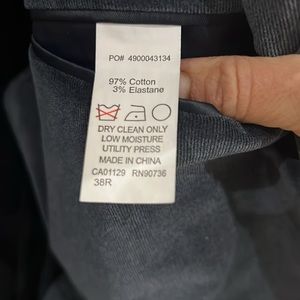 PO# 4900043134
97% Cotton
3% Elastane
DRY CLEAN ONLY
LOW MOISTURE
UTILITY PRESS
MADE IN CHINA
CA01129 RN90736
38R